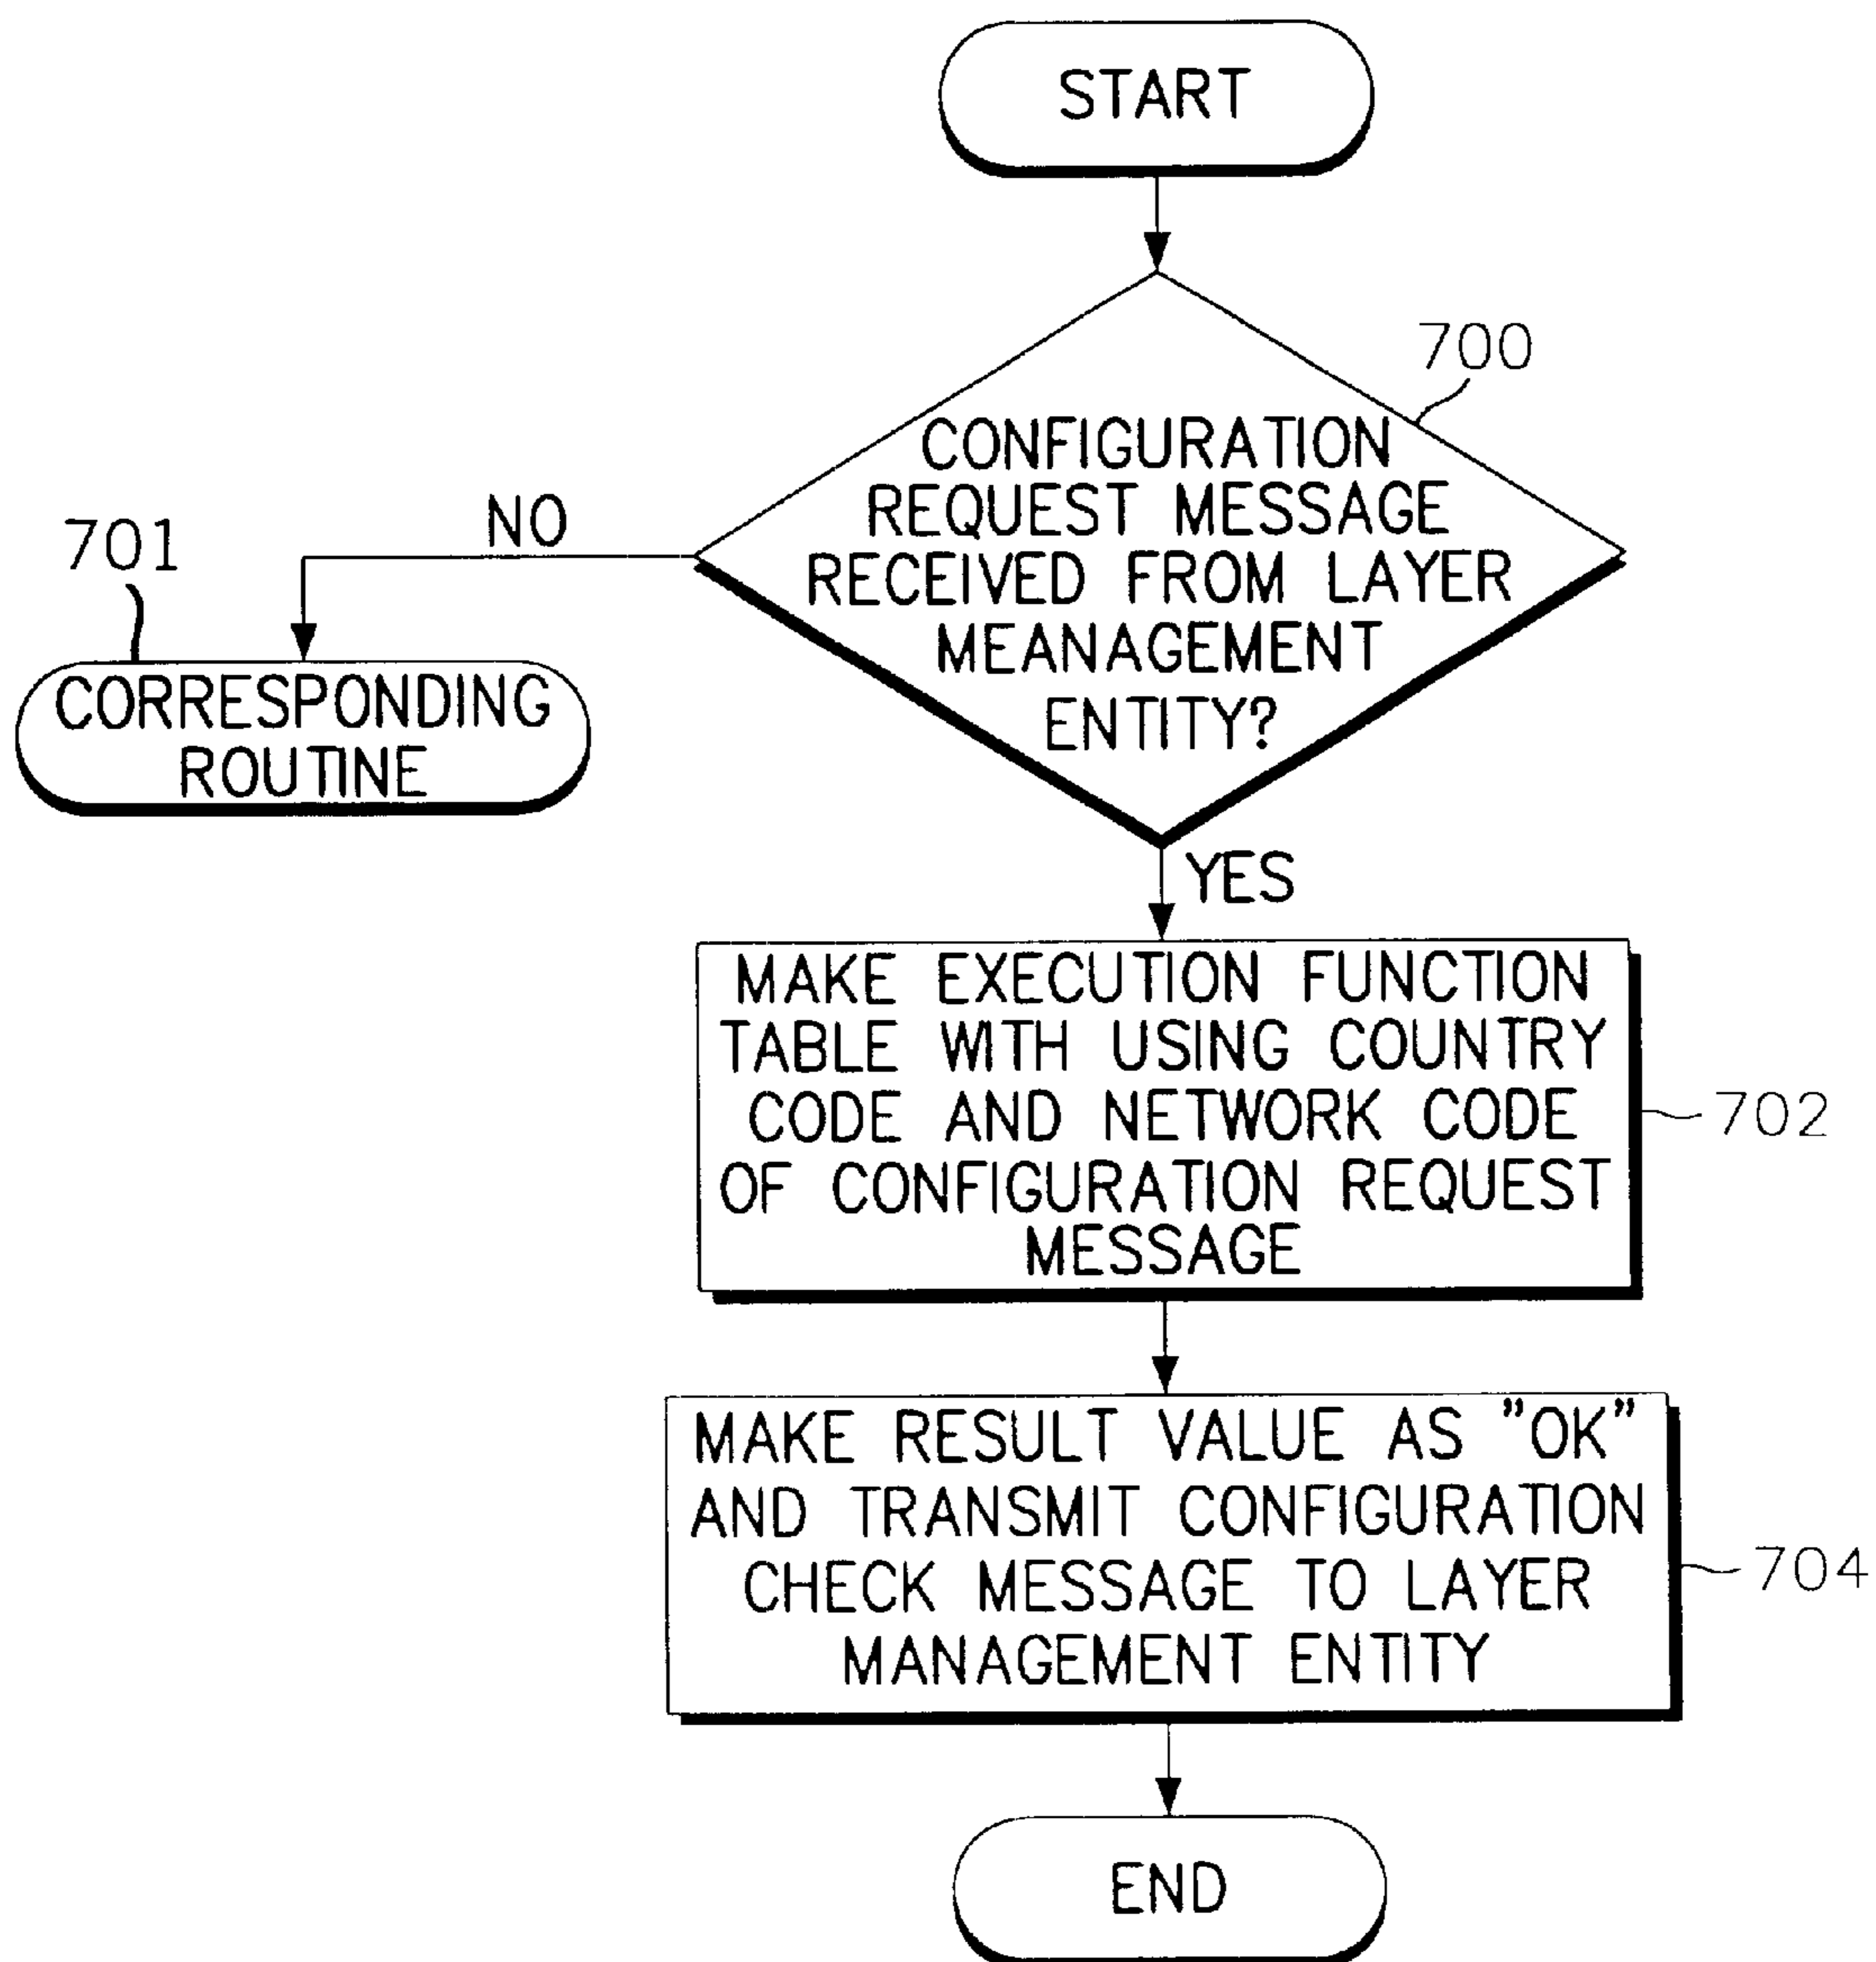 START
700
CONFIGURATION
REQUEST MESSAGE
RECEIVED FROM LAYER
MEANAGEMENT
ENTITY?
NO
701
CORRESPONDING
ROUTINE
YES
MAKE EXECUTION FUNCTION
TABLE WITH USING COUNTRY
CODE AND NETWORK CODE
OF CONFIGURATION REQUEST
MESSAGE
702
MAKE RESULT VALUE AS "OK"
AND TRANSMIT CONFIGURATION
CHECK MESSAGE TO LAYER
MANAGEMENT ENTITY
704
END